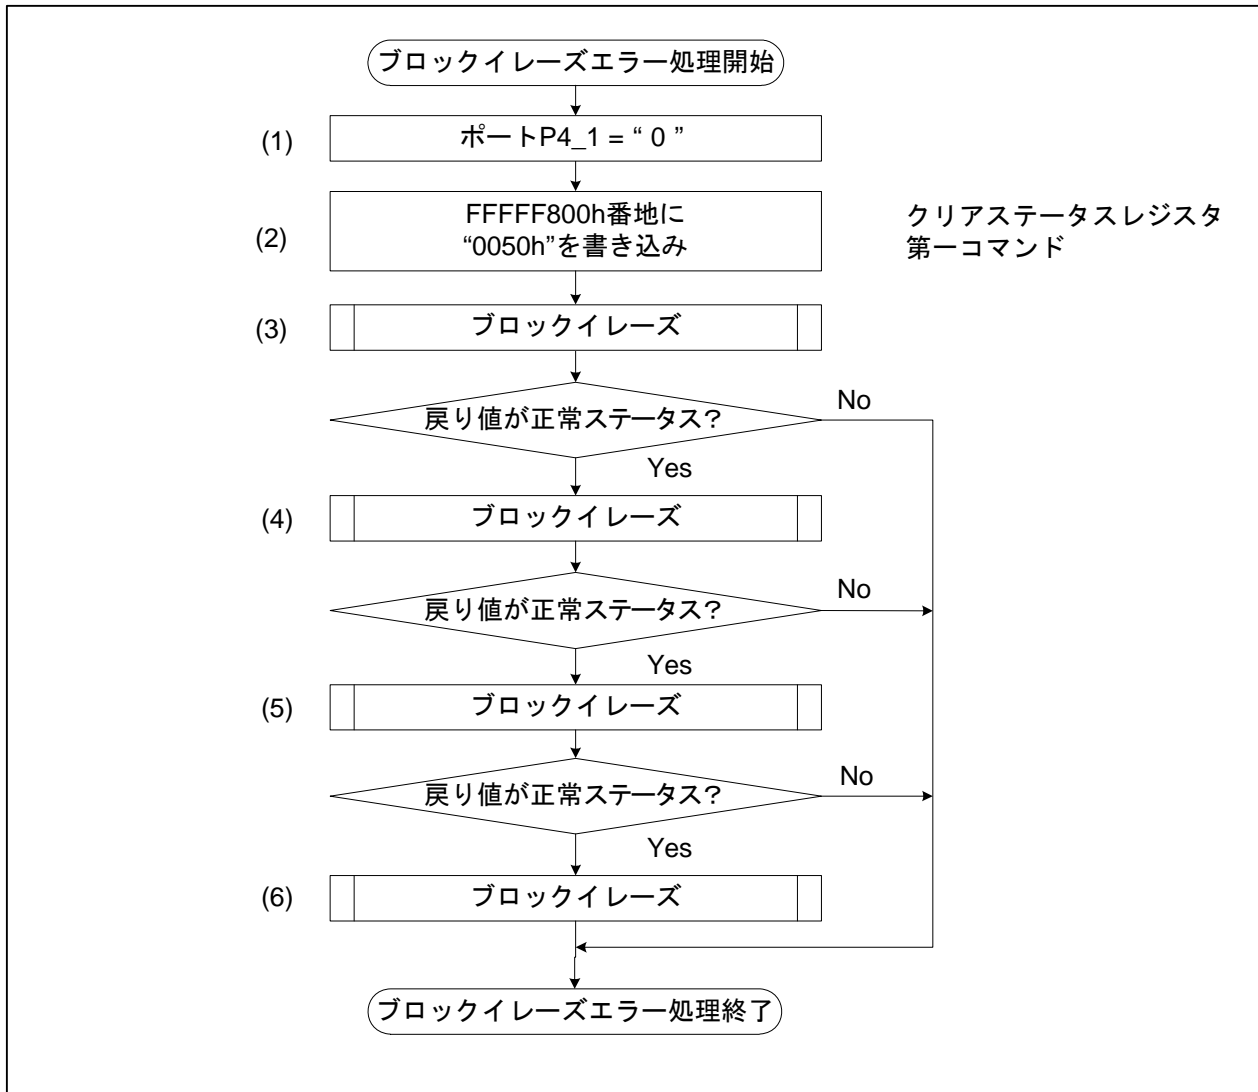 ブロックイレーズエラー処理開始
(1)
ポートP4_1 = “ 0 ”
(2)
FFFFF800h番地に
“0050h”を書き込み
クリアステータスレジスタ
第一コマンド
(3)
ブロックイレーズ
戻り値が正常ステータス?
No
Yes
(4)
ブロックイレーズ
戻り値が正常ステータス?
No
Yes
(5)
ブロックイレーズ
戻り値が正常ステータス?
No
Yes
(6)
ブロックイレーズ
ブロックイレーズエラー処理終了